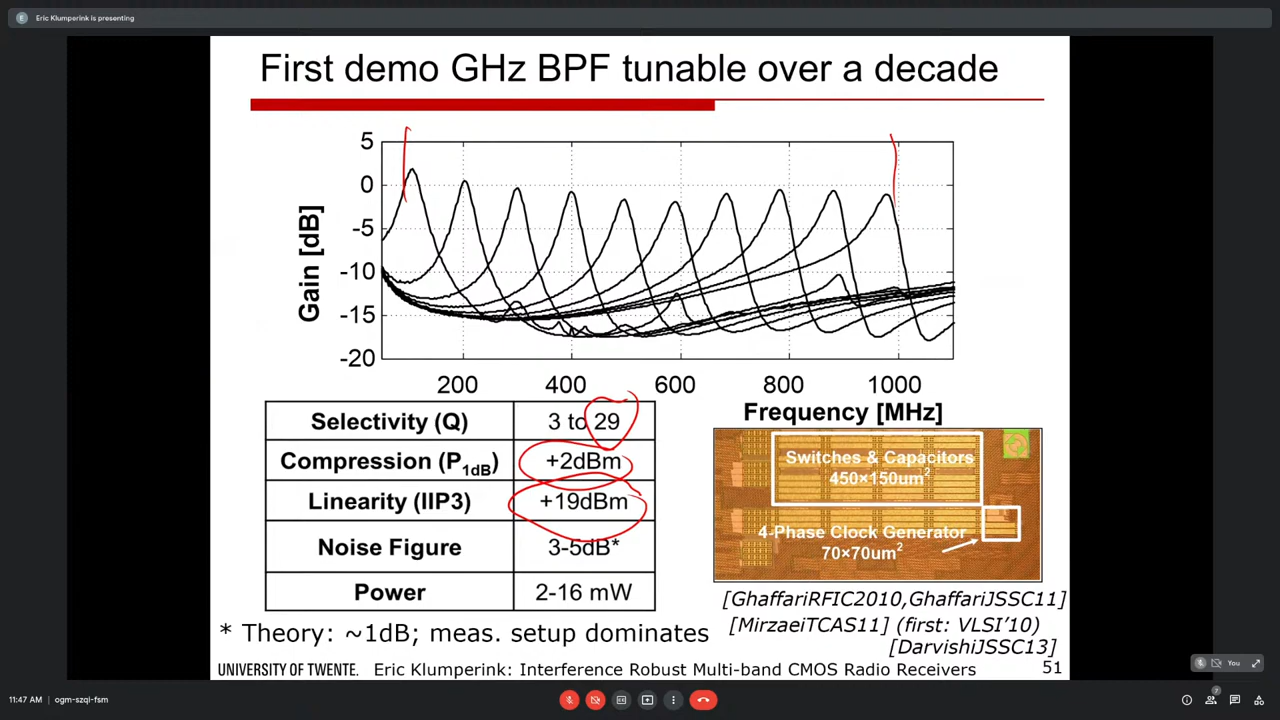 Eric Klumperink is presenting
First demo GHz BPF tunable over a decade
5
0
-5
-10
-15
-20
Gain [dB]
200 400 600 800 1000
Frequency [MHz]
Selectivity (Q) 3 to 29
Compression (P1dB) +2dBm
Linearity (IIP3) +19dBm
Noise Figure 3-5dB*
Power 2-16 mW
Switches & Capacitors
450×150um²
4-Phase Clock Generator
70×70um²
[GhaffariRFIC2010,GhaffariJSSC11]
[MirzaeiTCAS11] (first: VLSI'10)
[DarvishiJSSC13]
* Theory: ~1dB; meas. setup dominates
UNIVERSITY OF TWENTE. Eric Klumperink: Interference Robust Multi-band CMOS Radio Receivers 51
You
11:47 AM | ogm-szqi-fsm
7